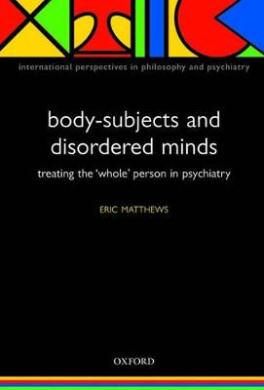 international perspectives in philosophy and psychiatry
body-subjects and
disordered minds
treating the 'whole' person in psychiatry
ERIC MATTHEWS
OXFORD